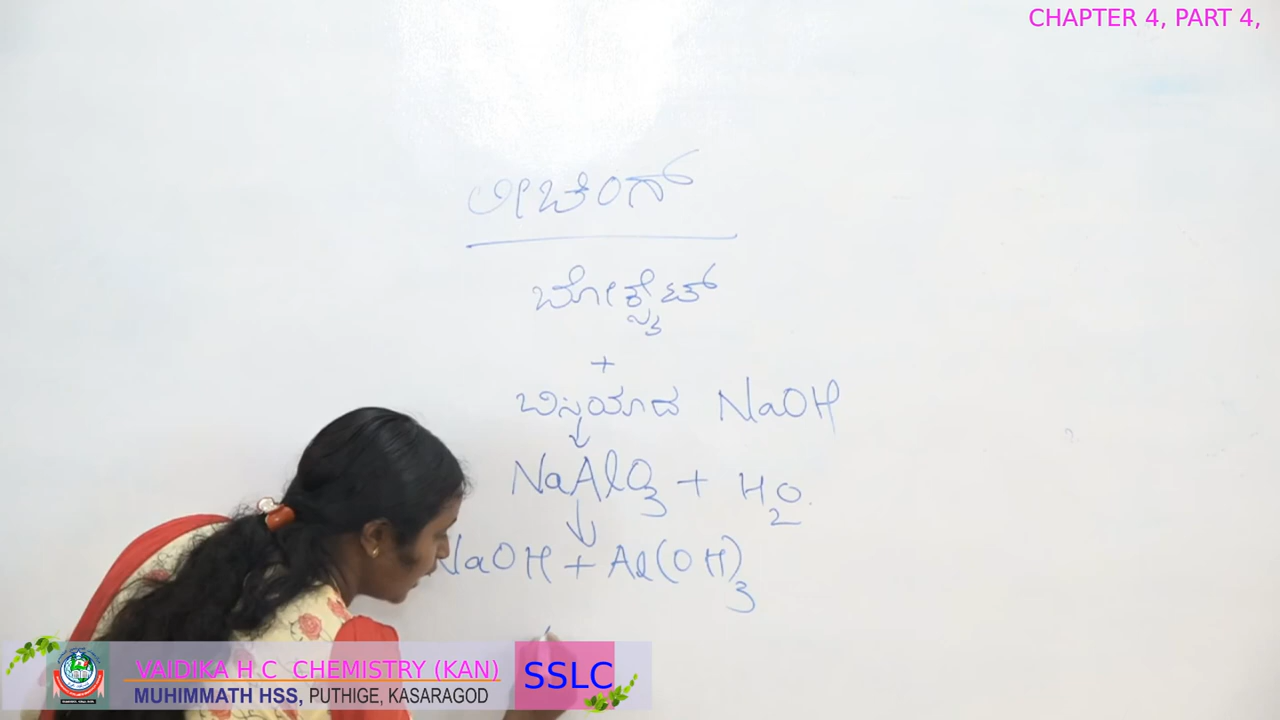 CHAPTER 4, PART 4,
ಲೀಚಿಂಗ್
ಬೋಕ್ಸೈಟ್
+
ಬಿಸಿಯಾದ NaOH
↓
NaAlO3 + H2O
↓
NaOH + Al(OH)3
VAIDIKA H C CHEMISTRY (KAN)
MUHIMMATH HSS, PUTHIGE, KASARAGOD
SSLC